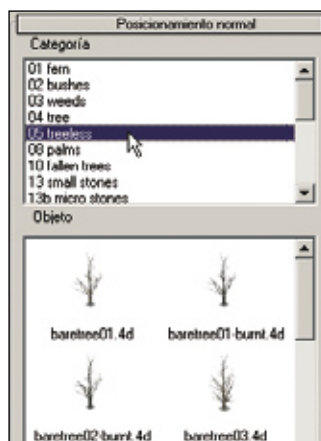 Posicionamiento normal
Categoría
01 fern
02 bushes
03 weeds
04 tree
05 treeless
08 palms
10 fallen trees
13 small stones
13b micro stones
Objeto
baretree01.4d baretree01-burnt.4d
baretree02-burnt.4d baretree03.4d